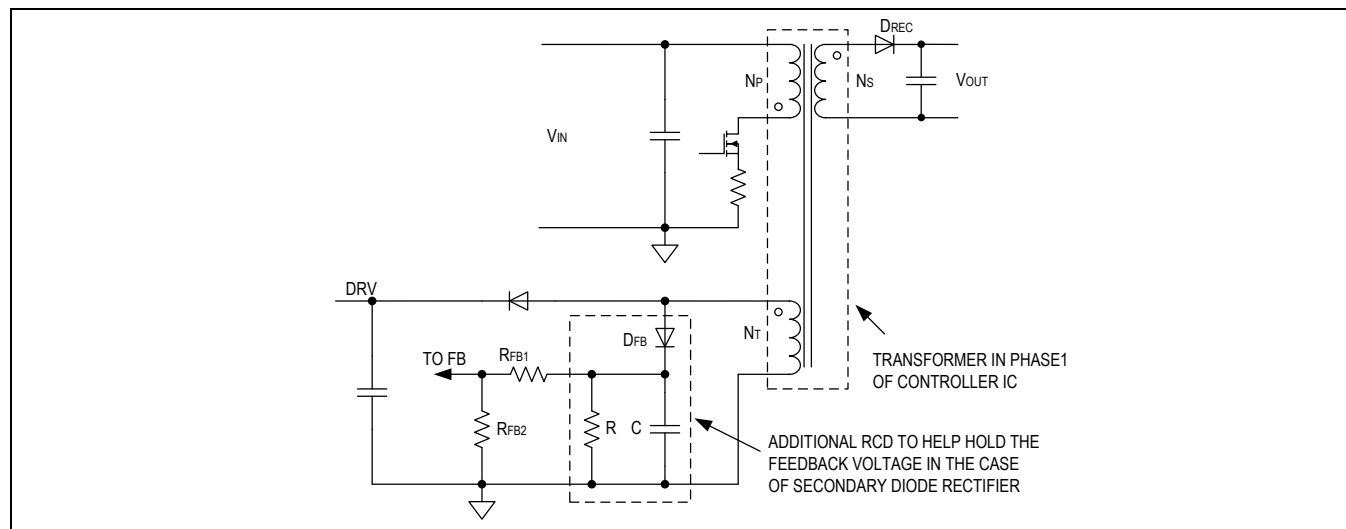 DREC
NP
NS
VOUT
VIN
DRV
DFB
NT
TO FB
RFB1
RFB2
R
C
TRANSFORMER IN PHASE1
OF CONTROLLER IC
ADDITIONAL RCD TO HELP HOLD THE
FEEDBACK VOLTAGE IN THE CASE
OF SECONDARY DIODE RECTIFIER